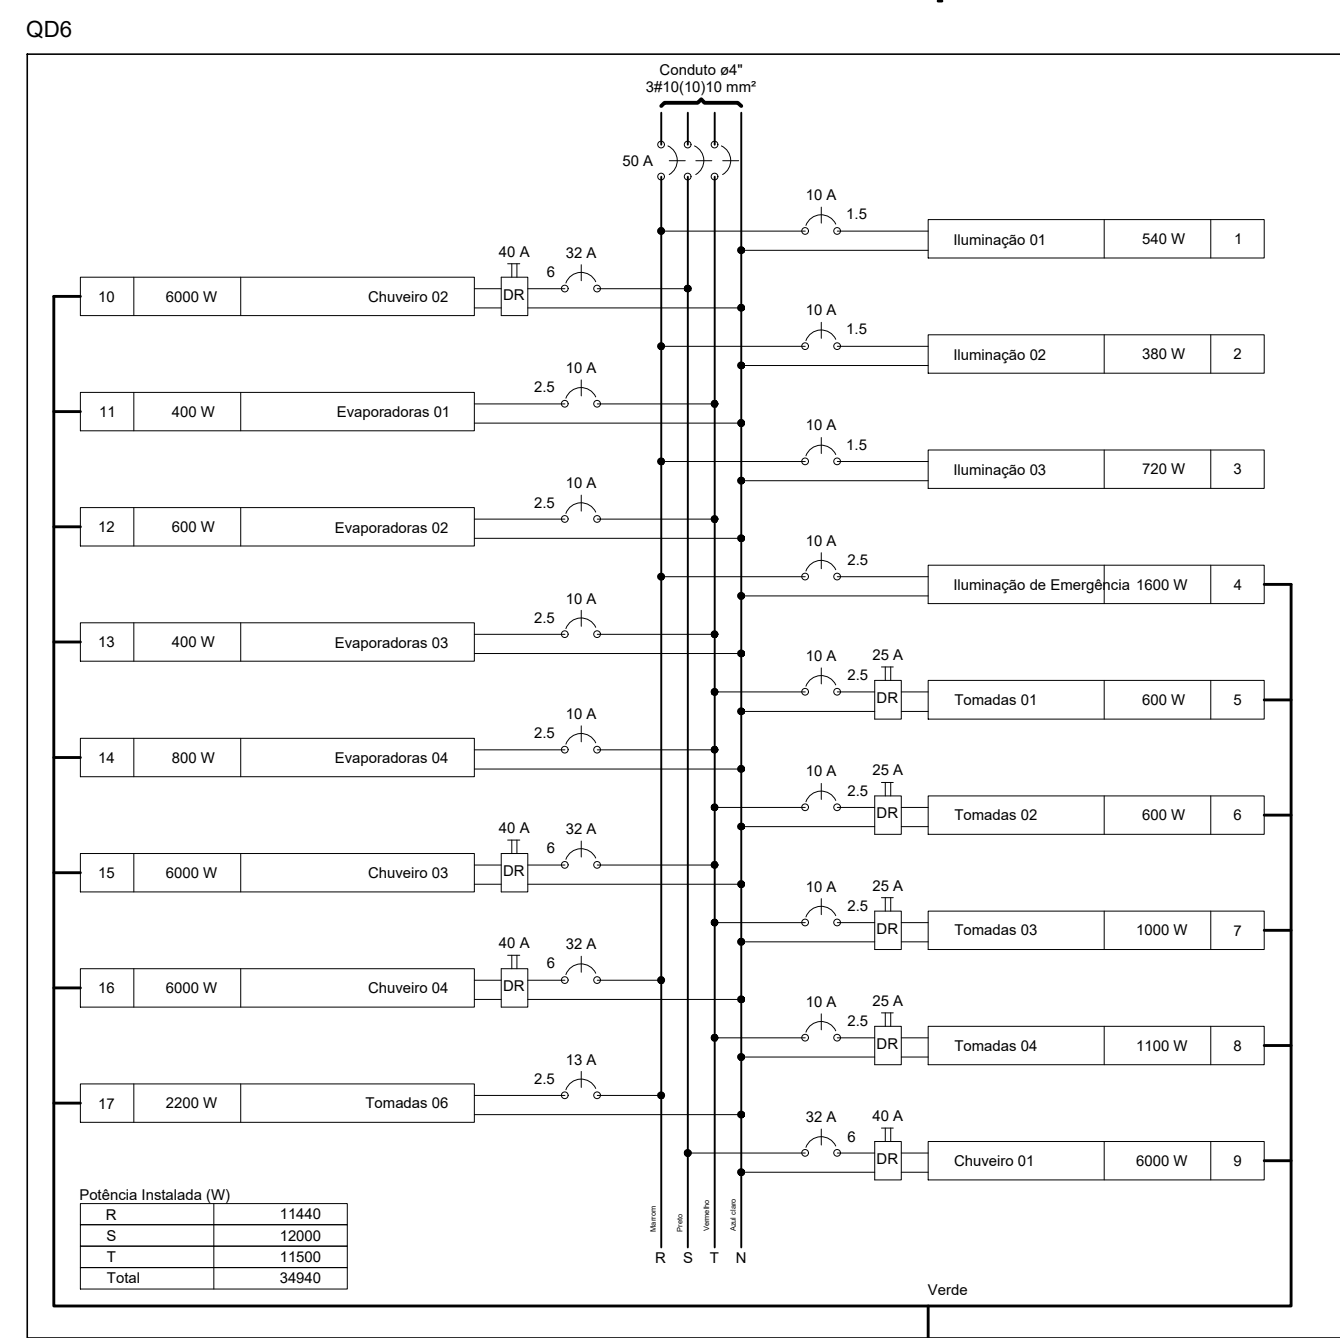 QD6
Conduto ø4"
3#10(10)10 mm²
50 A
10 A
1.5
Iluminação 01 540 W 1
40 A 32 A
6
10 6000 W Chuveiro 02 DR
10 A
1.5
Iluminação 02 380 W 2
10 A
2.5
11 400 W Evaporadoras 01
10 A
1.5
Iluminação 03 720 W 3
10 A
2.5
12 600 W Evaporadoras 02
10 A
2.5
Iluminação de Emergência 1600 W 4
10 A
2.5
13 400 W Evaporadoras 03
10 A 25 A
2.5
DR Tomadas 01 600 W 5
10 A
2.5
14 800 W Evaporadoras 04
10 A 25 A
2.5
DR Tomadas 02 600 W 6
40 A 32 A
6
15 6000 W Chuveiro 03 DR
10 A 25 A
2.5
DR Tomadas 03 1000 W 7
40 A 32 A
6
16 6000 W Chuveiro 04 DR
10 A 25 A
2.5
DR Tomadas 04 1100 W 8
13 A
2.5
17 2200 W Tomadas 06
32 A 40 A
6
DR Chuveiro 01 6000 W 9
Potência Instalada (W)
R 11440
S 12000
T 11500
Total 34940
Marrom
Preto
Vermelho
Azul claro
R S T N
Verde